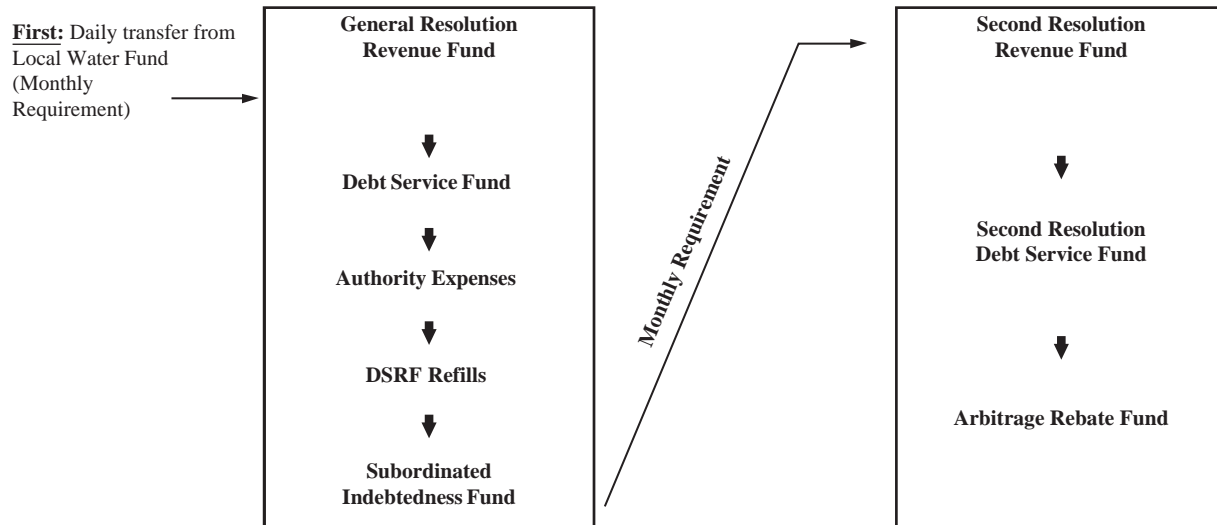 First: Daily transfer from
Local Water Fund
(Monthly
Requirement)
General Resolution
Revenue Fund
Debt Service Fund
Authority Expenses
DSRF Refills
Subordinated
Indebtedness Fund
Monthly Requirement
Second Resolution
Revenue Fund
Second Resolution
Debt Service Fund
Arbitrage Rebate Fund